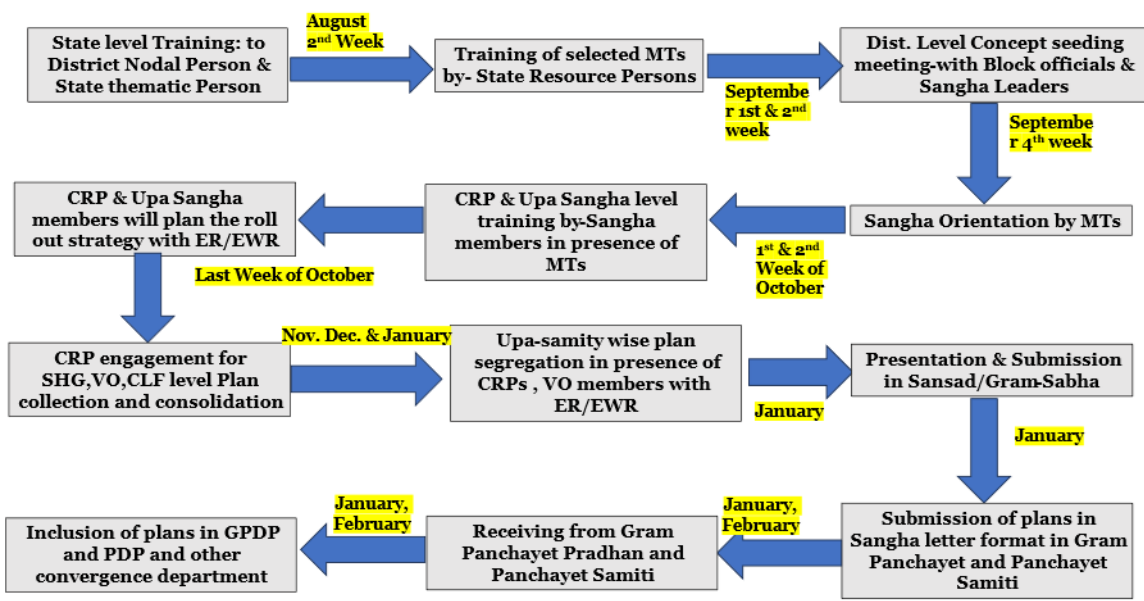 State level Training: to
District Nodal Person &
State thematic Person
August
2nd Week
Training of selected MTs
by- State Resource Persons
Septembe
r 1st & 2nd
week
Dist. Level Concept seeding
meeting-with Block officials &
Sangha Leaders
Septembe
r 4th week
Sangha Orientation by MTs
1st & 2nd
Week of
October
CRP & Upa Sangha level
training by-Sangha
members in presence of
MTs
CRP & Upa Sangha
members will plan the roll
out strategy with ER/EWR
Last Week of October
CRP engagement for
SHG,VO,CLF level Plan
collection and consolidation
Nov. Dec. & January
Upa-samity wise plan
segregation in presence of
CRPs , VO members with
ER/EWR
January
Presentation & Submission
in Sansad/Gram-Sabha
January
Submission of plans in
Sangha letter format in Gram
Panchayet and Panchayet
Samiti
January,
February
Receiving from Gram
Panchayet Pradhan and
Panchayet Samiti
January,
February
Inclusion of plans in GPDP
and PDP and other
convergence department